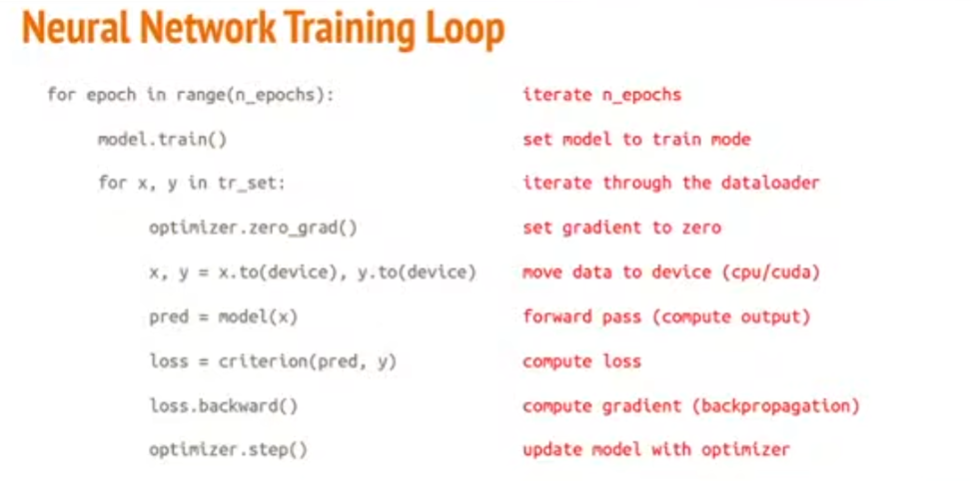 Neural Network Training Loop
for epoch in range(n_epochs): iterate n_epochs
model.train() set model to train mode
for x, y in tr_set: iterate through the dataloader
optimizer.zero_grad() set gradient to zero
x, y = x.to(device), y.to(device) move data to device (cpu/cuda)
pred = model(x) forward pass (compute output)
loss = criterion(pred, y) compute loss
loss.backward() compute gradient (backpropagation)
optimizer.step() update model with optimizer